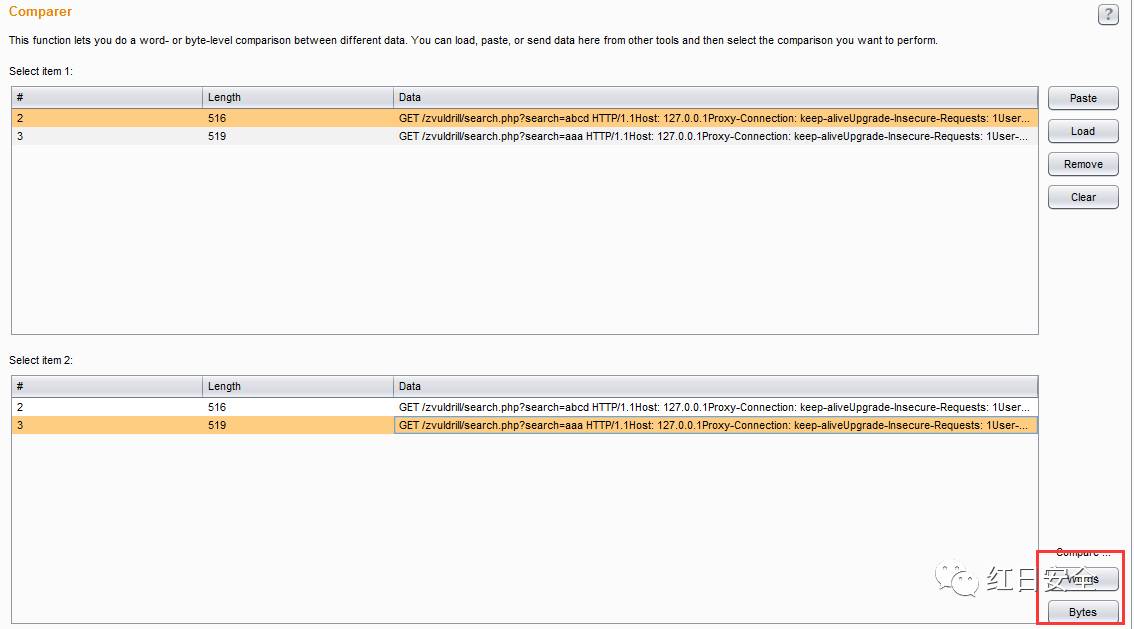 Comparer
?
This function lets you do a word- or byte-level comparison between different data. You can load, paste, or send data here from other tools and then select the comparison you want to perform.
Select item 1:
# Length Data
2 516 GET /zvuldrill/search.php?search=abcd HTTP/1.1Host: 127.0.0.1Proxy-Connection: keep-aliveUpgrade-Insecure-Requests: 1User...
3 519 GET /zvuldrill/search.php?search=aaa HTTP/1.1Host: 127.0.0.1Proxy-Connection: keep-aliveUpgrade-Insecure-Requests: 1User-...
Paste
Load
Remove
Clear
Select item 2:
# Length Data
2 516 GET /zvuldrill/search.php?search=abcd HTTP/1.1Host: 127.0.0.1Proxy-Connection: keep-aliveUpgrade-Insecure-Requests: 1User...
3 519 GET /zvuldrill/search.php?search=aaa HTTP/1.1Host: 127.0.0.1Proxy-Connection: keep-aliveUpgrade-Insecure-Requests: 1User-...
Compare ...
红日安全
Words
Bytes